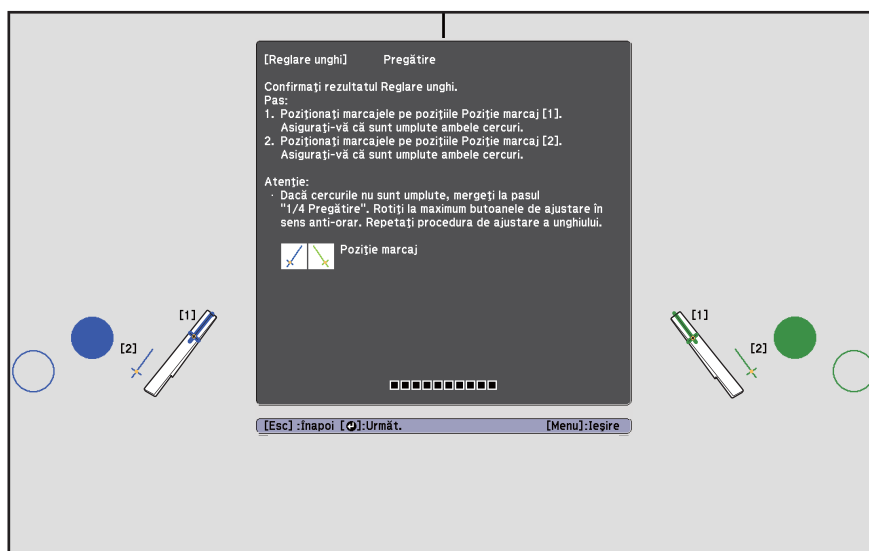 [Reglare unghi] Pregătire
Confirmați rezultatul Reglare unghi.
Pas:
1. Poziționați marcajele pe pozițiile Poziție marcaj [1].
Asigurați-vă că sunt umplute ambele cercuri.
2. Poziționați marcajele pe pozițiile Poziție marcaj [2].
Asigurați-vă că sunt umplute ambele cercuri.
Atenție:
· Dacă cercurile nu sunt umplute, mergeți la pasul
"1/4 Pregătire". Rotiți la maximum butoanele de ajustare în
sens anti-orar. Repetați procedura de ajustare a unghiului.
Poziție marcaj
[1]
[2]
[1]
[2]
[Esc] :Înapoi [↵]:Următ. [Menu]:Ieșire